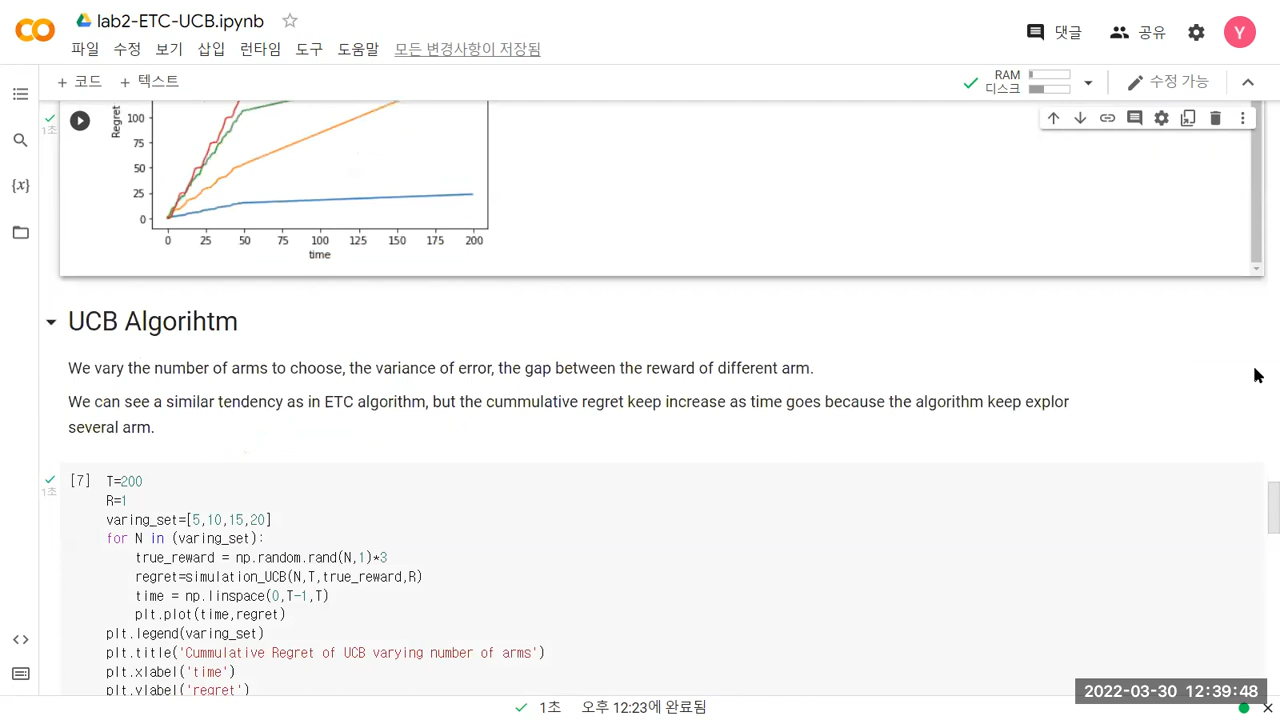 lab2-ETC-UCB.ipynb
파일 수정 보기 삽입 런타임 도구 도움말 모든 변경사항이 저장됨
댓글 공유 Y
+ 코드 + 텍스트
RAM
디스크
수정 가능
1초
Regret
100
75
50
25
0
0 25 50 75 100 125 150 175 200
time
{x}
UCB Algorihtm
We vary the number of arms to choose, the variance of error, the gap between the reward of different arm.
We can see a similar tendency as in ETC algorithm, but the cummulative regret keep increase as time goes because the algorithm keep explor
several arm.
1초
[7] T=200
R=1
varing_set=[5,10,15,20]
for N in (varing_set):
true_reward = np.random.rand(N,1)*3
regret=simulation_UCB(N,T,true_reward,R)
time = np.linspace(0,T-1,T)
plt.plot(time,regret)
plt.legend(varing_set)
plt.title('Cummulative Regret of UCB varying number of arms')
plt.xlabel('time')
plt.ylabel('regret')
2022-03-30 12:39:48
1초 오후 12:23에 완료됨